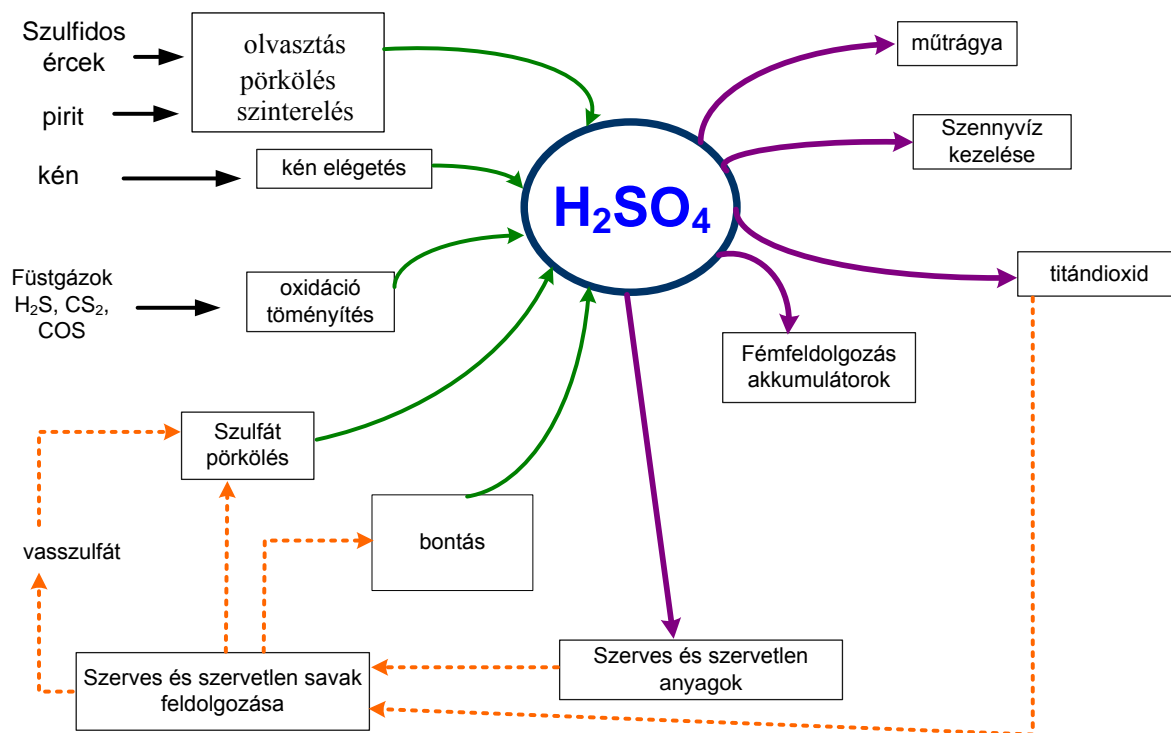 Szulfidos
ércek
pirit
kén
Füstgázok
H₂S, CS₂,
COS
olvasztás
pörkölés
szinterelés
kén elégetés
oxidáció
töményítés
Szulfát
pörkölés
bontás
vasszulfát
Szerves és szervetlen savak
feldolgozása
H₂SO₄
műtrágya
Szennyvíz
kezelése
titándioxid
Fémfeldolgozás
akkumulátorok
Szerves és szervetlen
anyagok